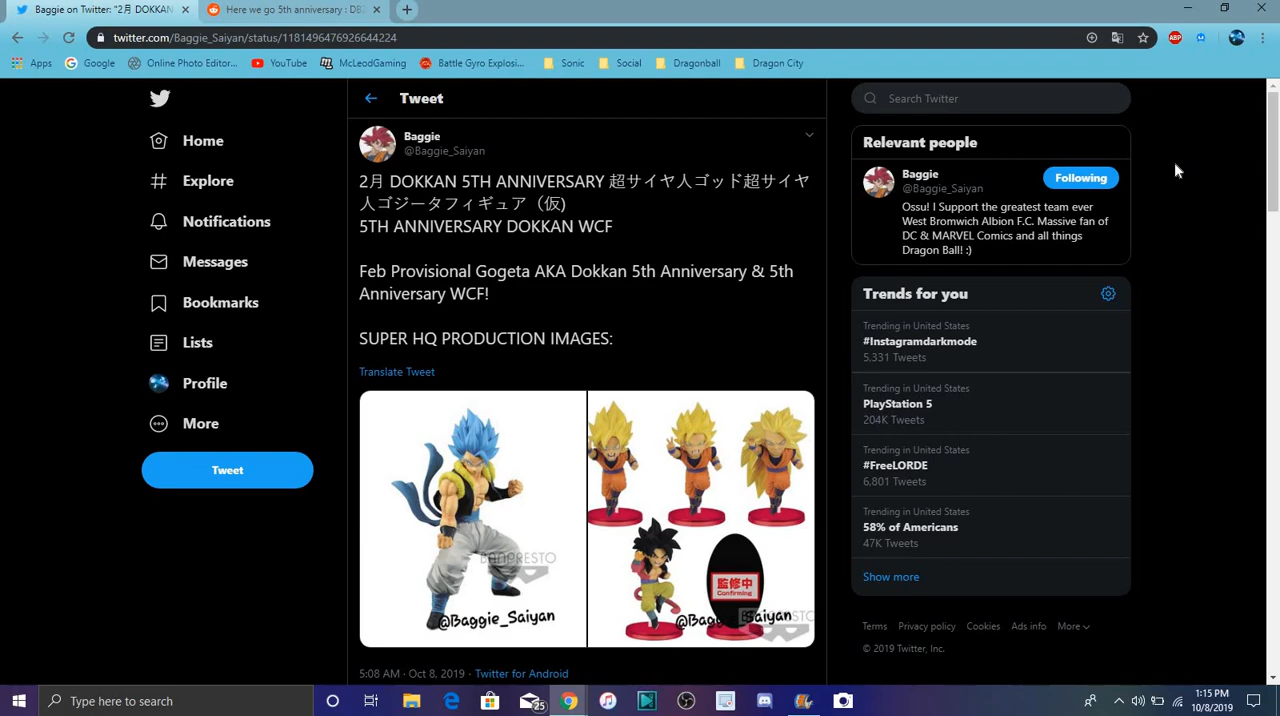 Baggie on Twitter: "2月 DOKKAN
Here we go 5th anniversary : DB
twitter.com/Baggie_Saiyan/status/1181496476926644224
Apps
Google
Online Photo Editor...
YouTube
McLeodGaming
Battle Gyro Explosi...
Sonic
Social
Dragonball
Dragon City
Home
Explore
Notifications
Messages
Bookmarks
Lists
Profile
More
Tweet
Tweet
Baggie
@Baggie_Saiyan
2月 DOKKAN 5TH ANNIVERSARY 超サイヤ人ゴッド超サイヤ
人ゴジータフィギュア（仮)
5TH ANNIVERSARY DOKKAN WCF
Feb Provisional Gogeta AKA Dokkan 5th Anniversary & 5th
Anniversary WCF!
SUPER HQ PRODUCTION IMAGES:
Translate Tweet
BANPRESTO
@Baggie_Saiyan
監修中
Confirming
5:08 AM · Oct 8, 2019 · Twitter for Android
Search Twitter
Relevant people
Baggie
@Baggie_Saiyan
Following
Ossu! I Support the greatest team ever
West Bromwich Albion F.C. Massive fan of
DC & MARVEL Comics and all things
Dragon Ball! :)
Trends for you
Trending in United States
#Instagramdarkmode
5,331 Tweets
Trending in United States
PlayStation 5
204K Tweets
Trending in United States
#FreeLORDE
6,801 Tweets
Trending in United States
58% of Americans
47K Tweets
Show more
Terms Privacy policy Cookies Ads info More
© 2019 Twitter, Inc.
Type here to search
25
1:15 PM
10/8/2019